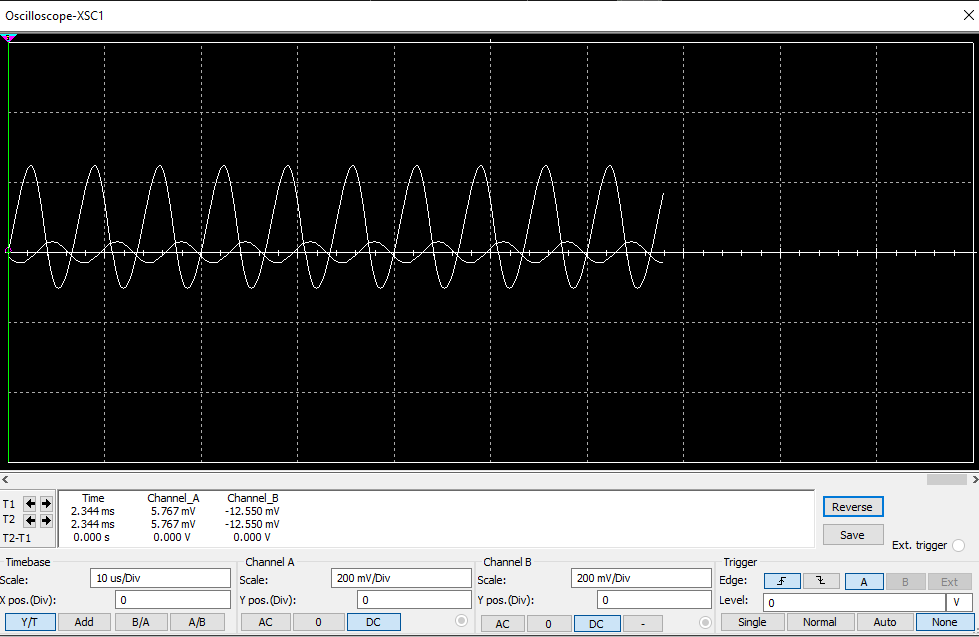 Oscilloscope-XSC1
Time Channel_A Channel_B
T1 2.344 ms 5.767 mV -12.550 mV
T2 2.344 ms 5.767 mV -12.550 mV
T2-T1 0.000 s 0.000 V 0.000 V
Reverse
Save
Ext. trigger
Timebase
Scale: 10 us/Div
X pos.(Div): 0
Y/T Add B/A A/B
Channel A
Scale: 200 mV/Div
Y pos.(Div): 0
AC 0 DC
Channel B
Scale: 200 mV/Div
Y pos.(Div): 0
AC 0 DC -
Trigger
Edge: A B Ext
Level: 0 V
Single Normal Auto None